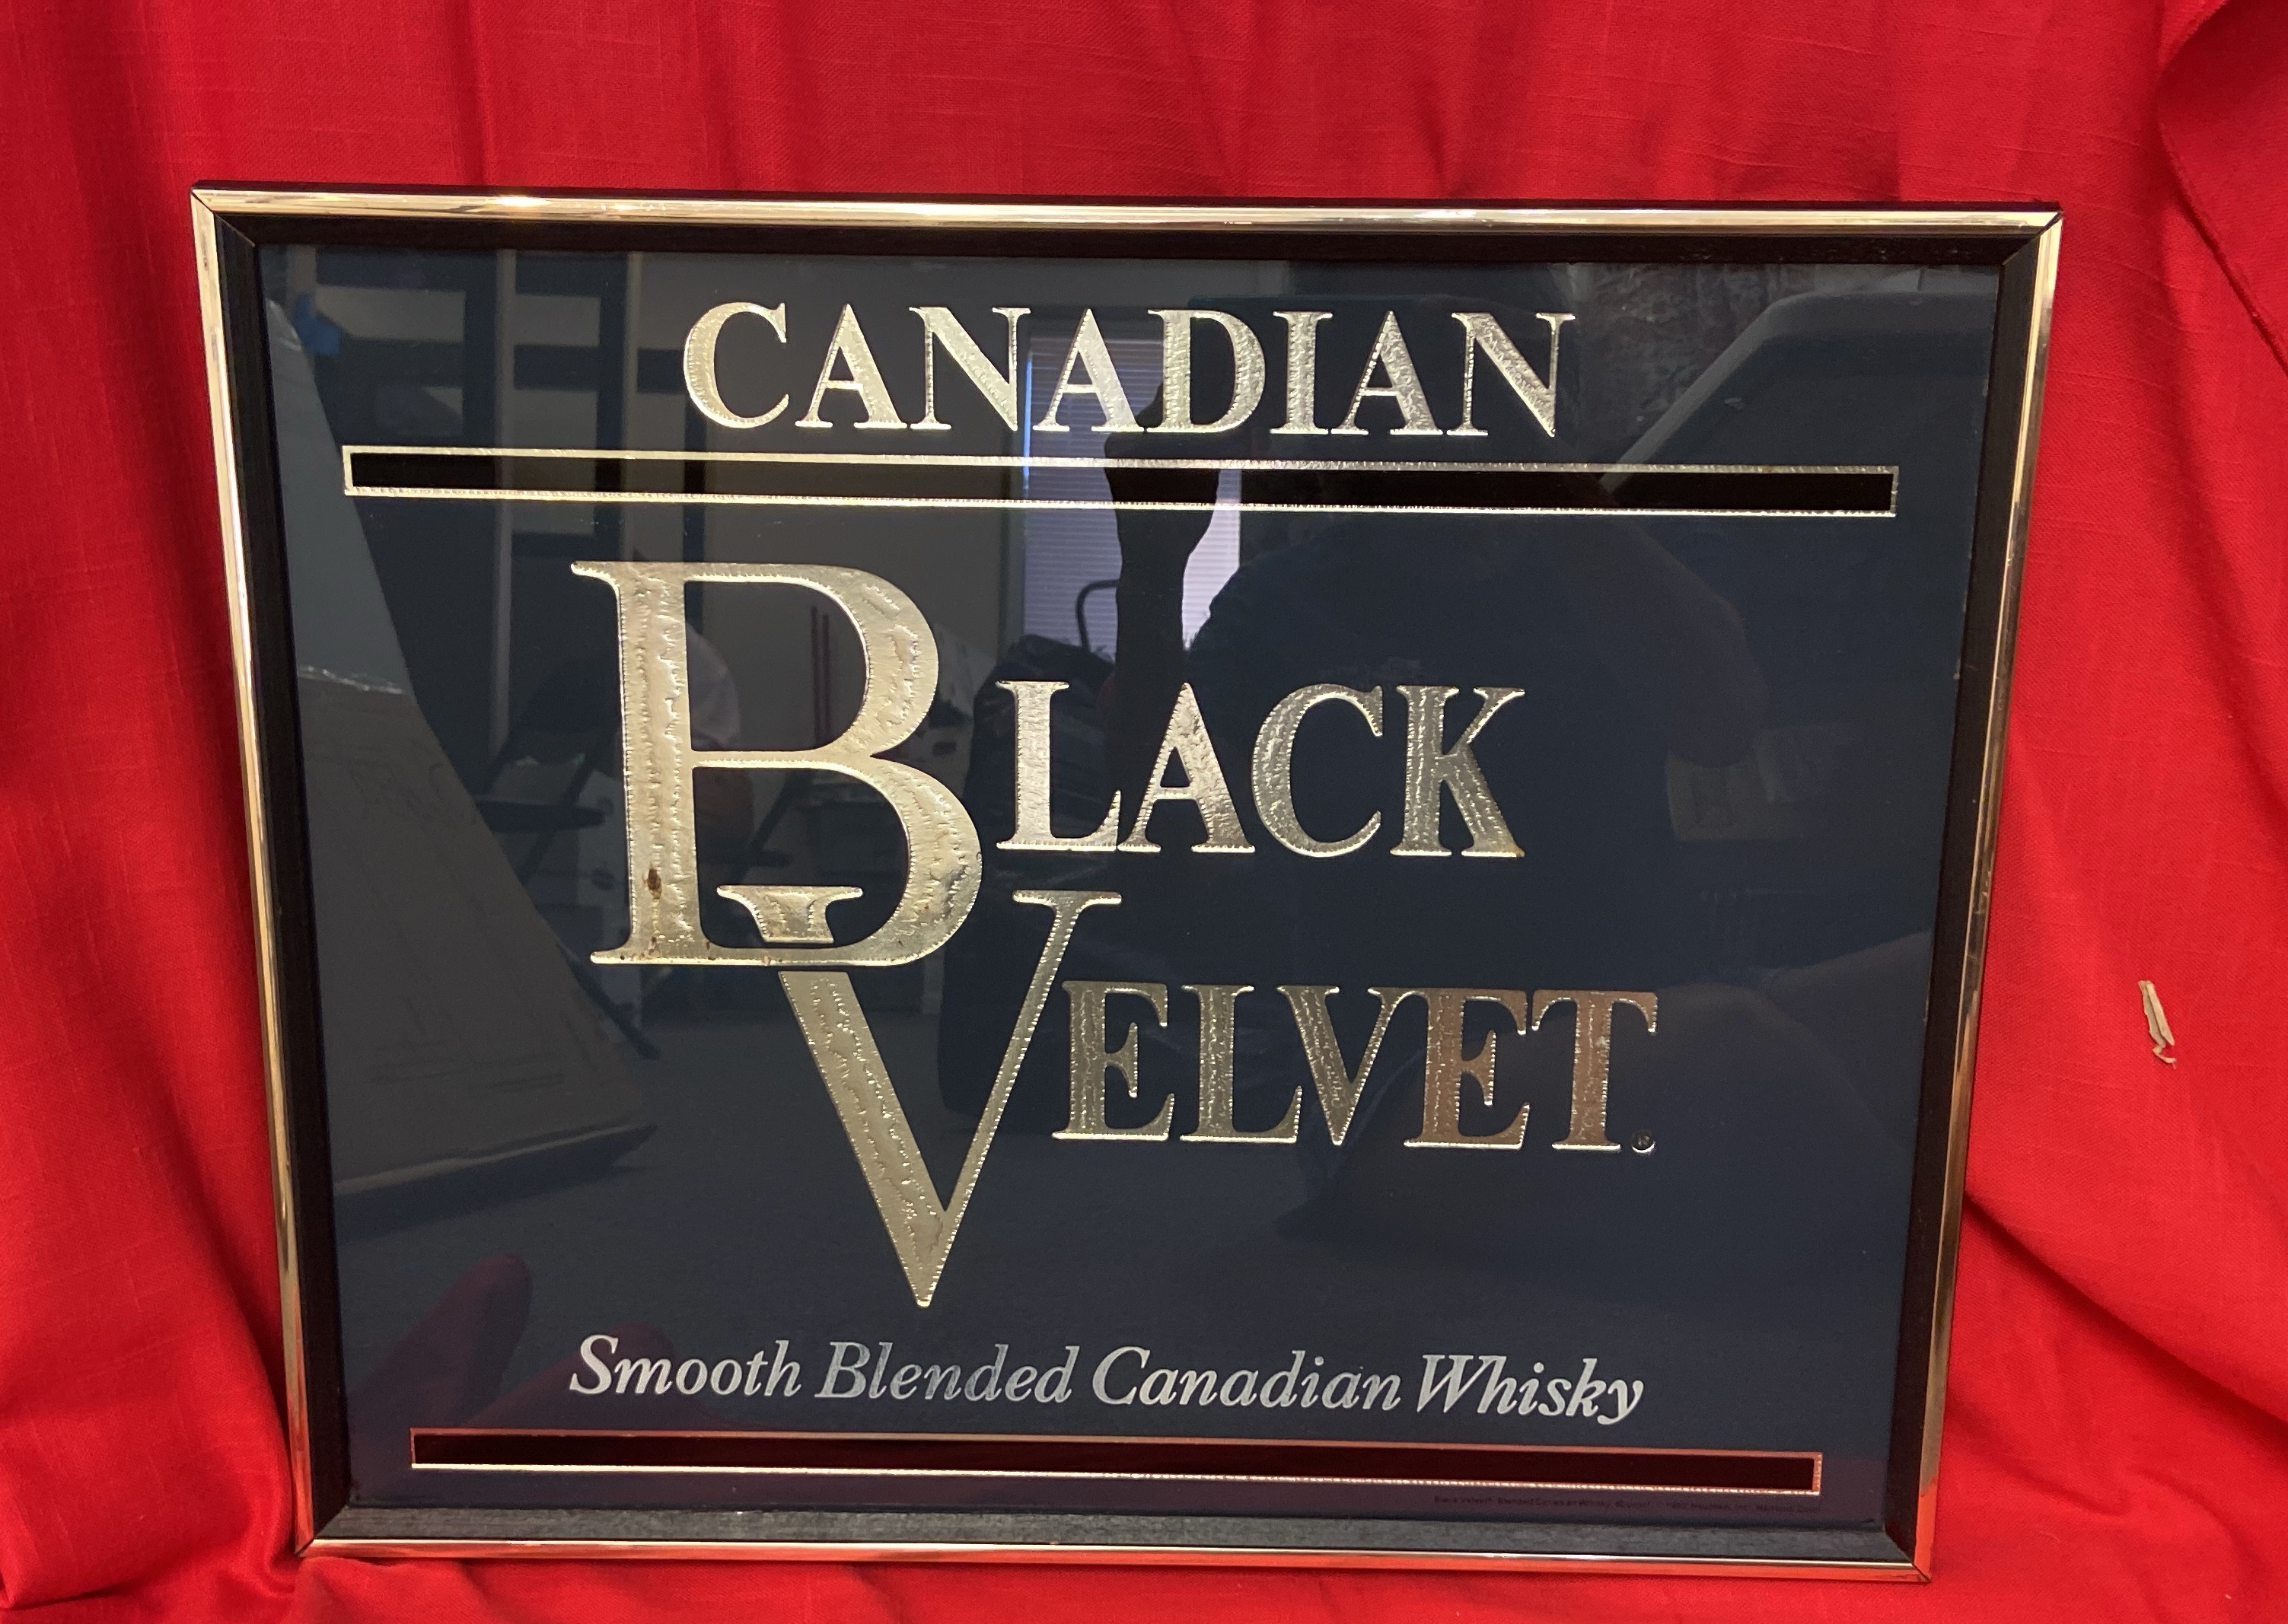 CANADIAN
BLACK
VELVET®
Smooth Blended Canadian Whisky